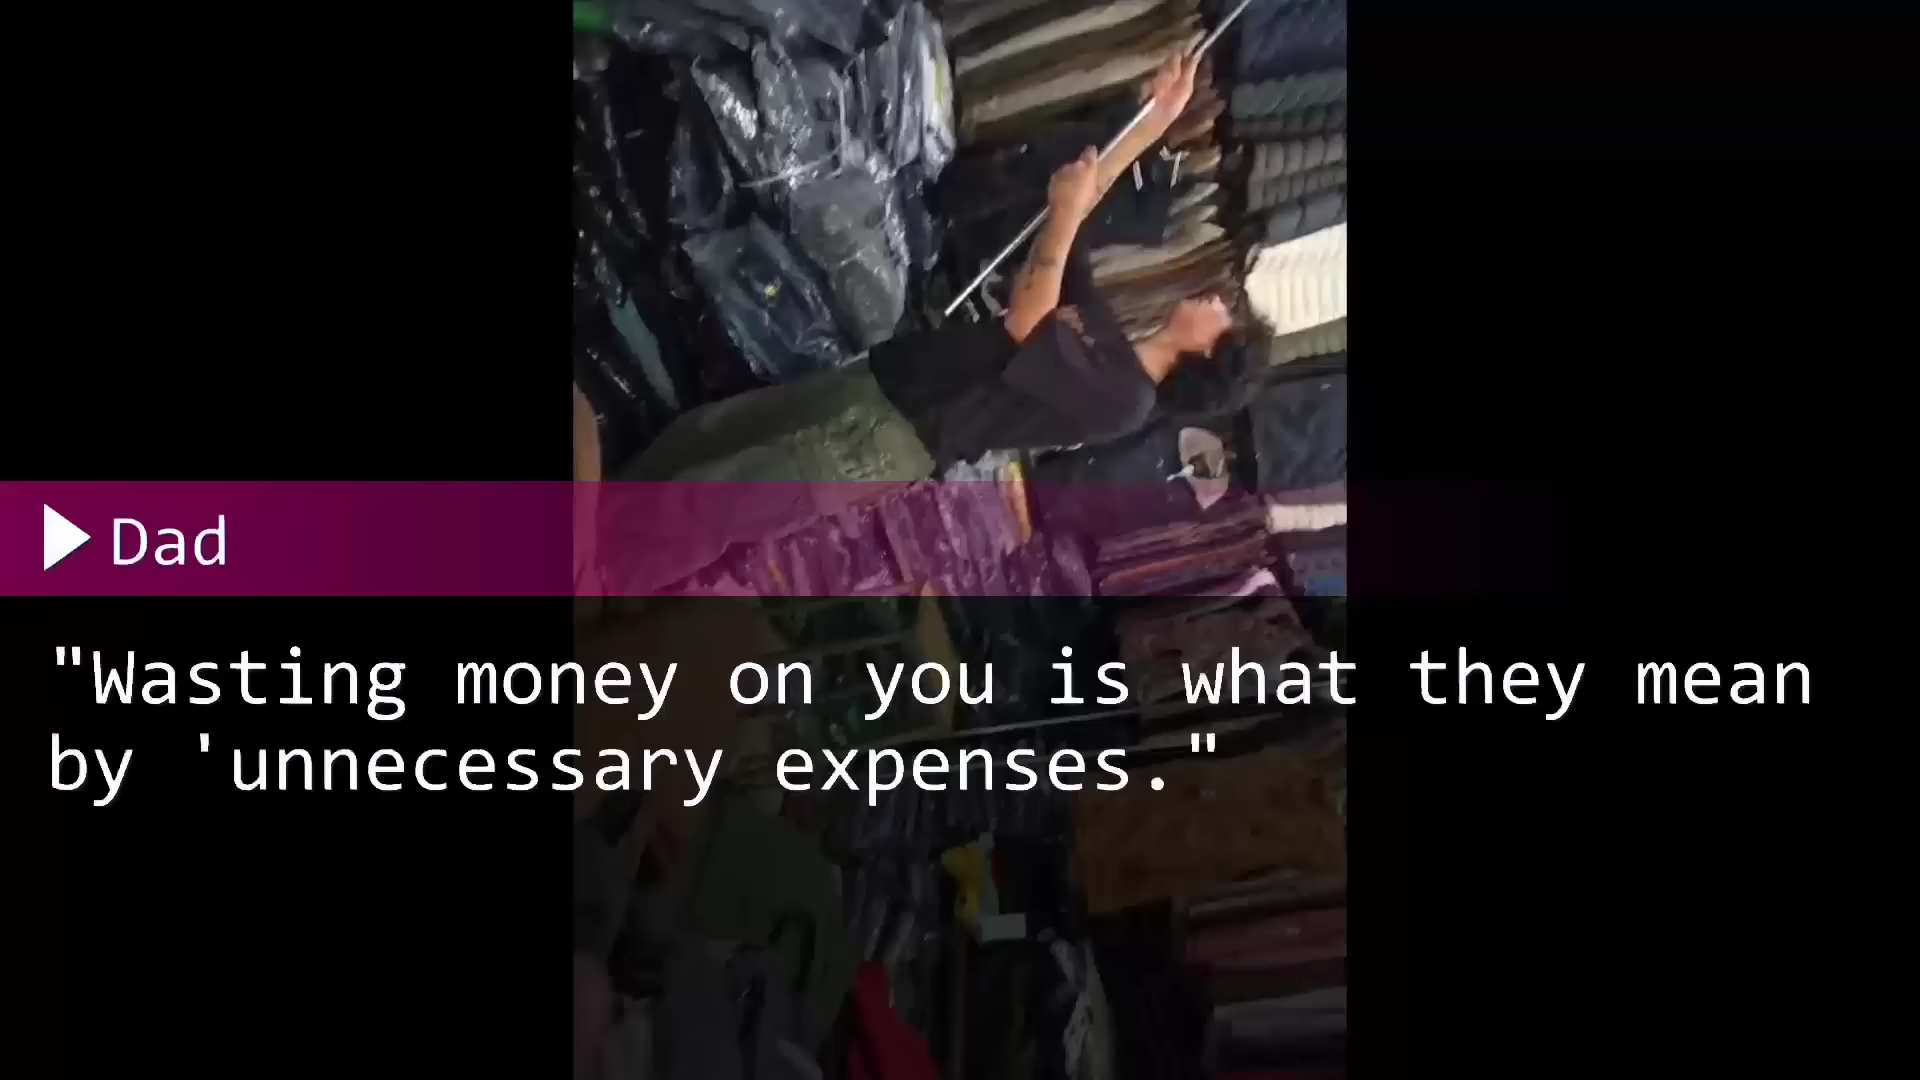 Dad
"Wasting money on you is what they mean
by 'unnecessary expenses."